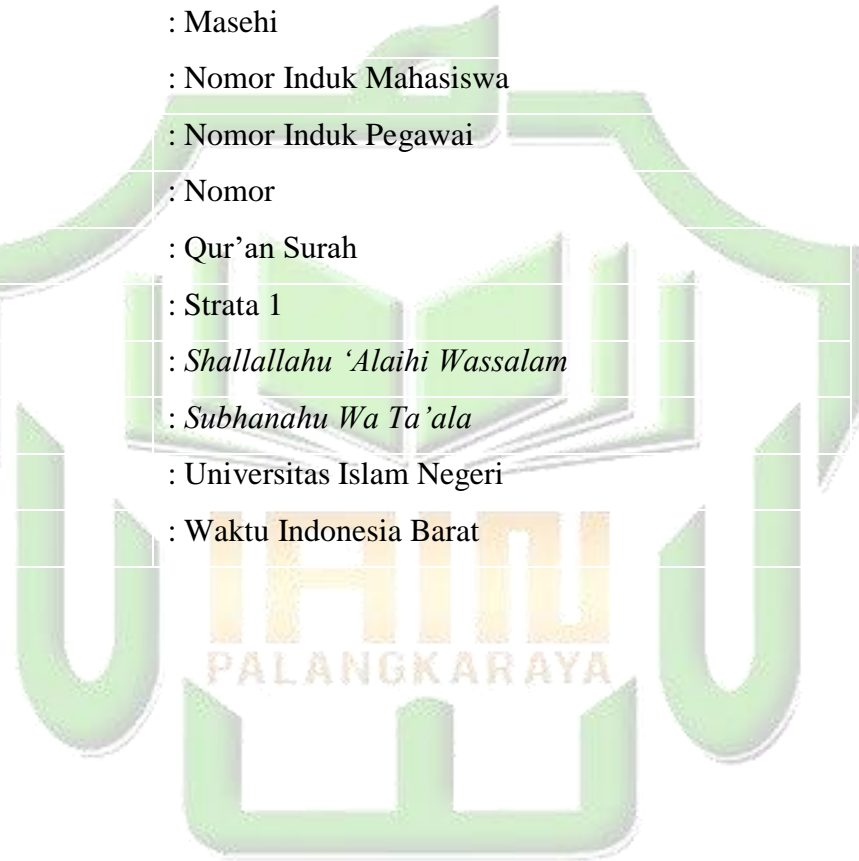 : Masehi
: Nomor Induk Mahasiswa
: Nomor Induk Pegawai
: Nomor
: Qur’an Surah
: Strata 1
: Shallallahu ‘Alaihi Wassalam
: Subhanahu Wa Ta’ala
: Universitas Islam Negeri
: Waktu Indonesia Barat
IAIN
PALANGKARAYA